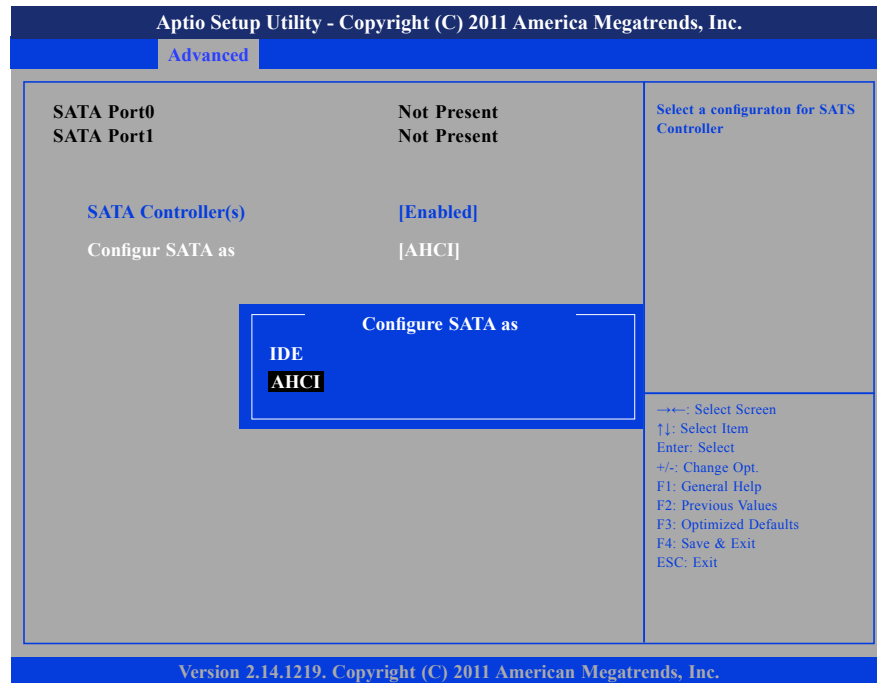 Aptio Setup Utility - Copyright (C) 2011 America Megatrends, Inc.
Advanced
SATA Port0 Not Present
SATA Port1 Not Present
SATA Controller(s) [Enabled]
Configur SATA as [AHCI]
Configure SATA as
IDE
AHCI
Select a configuraton for SATS
Controller
→←: Select Screen
↑↓: Select Item
Enter: Select
+/-: Change Opt.
F1: General Help
F2: Previous Values
F3: Optimized Defaults
F4: Save & Exit
ESC: Exit
Version 2.14.1219. Copyright (C) 2011 American Megatrends, Inc.